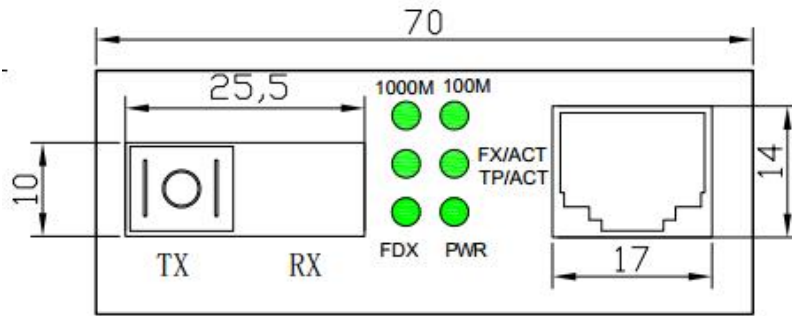 70
25,5
1000M 100M
10
FX/ACT
TP/ACT
14
FDX PWR
TX RX
17